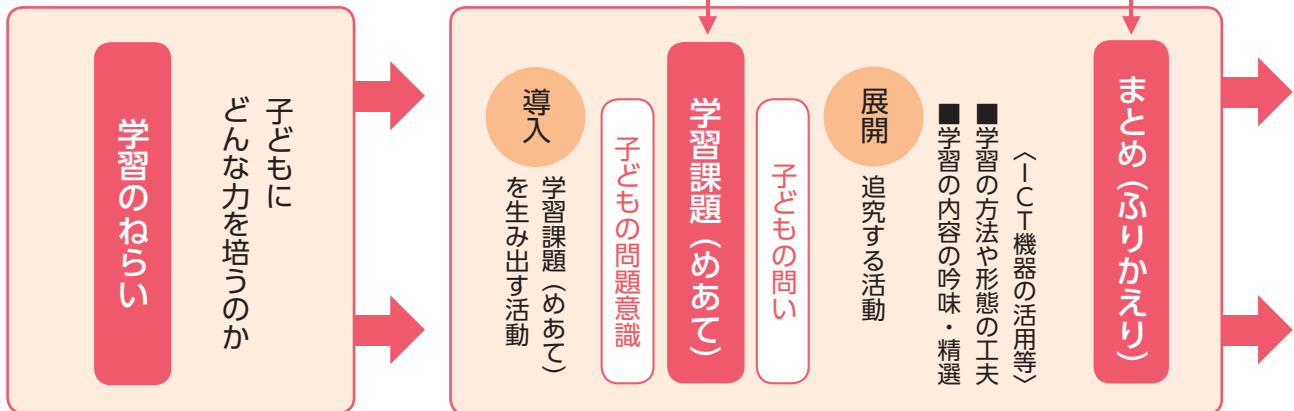 学習のねらい
子どもに
どんな力を培うのか
導入
学習課題（めあて）
を生み出す活動
子どもの問題意識
学習課題（めあて）
子どもの問い
展開
追究する活動
■学習の内容の吟味・精選
■学習の方法や形態の工夫
〈ＩＣＴ機器の活用等〉
まとめ（ふりかえり）